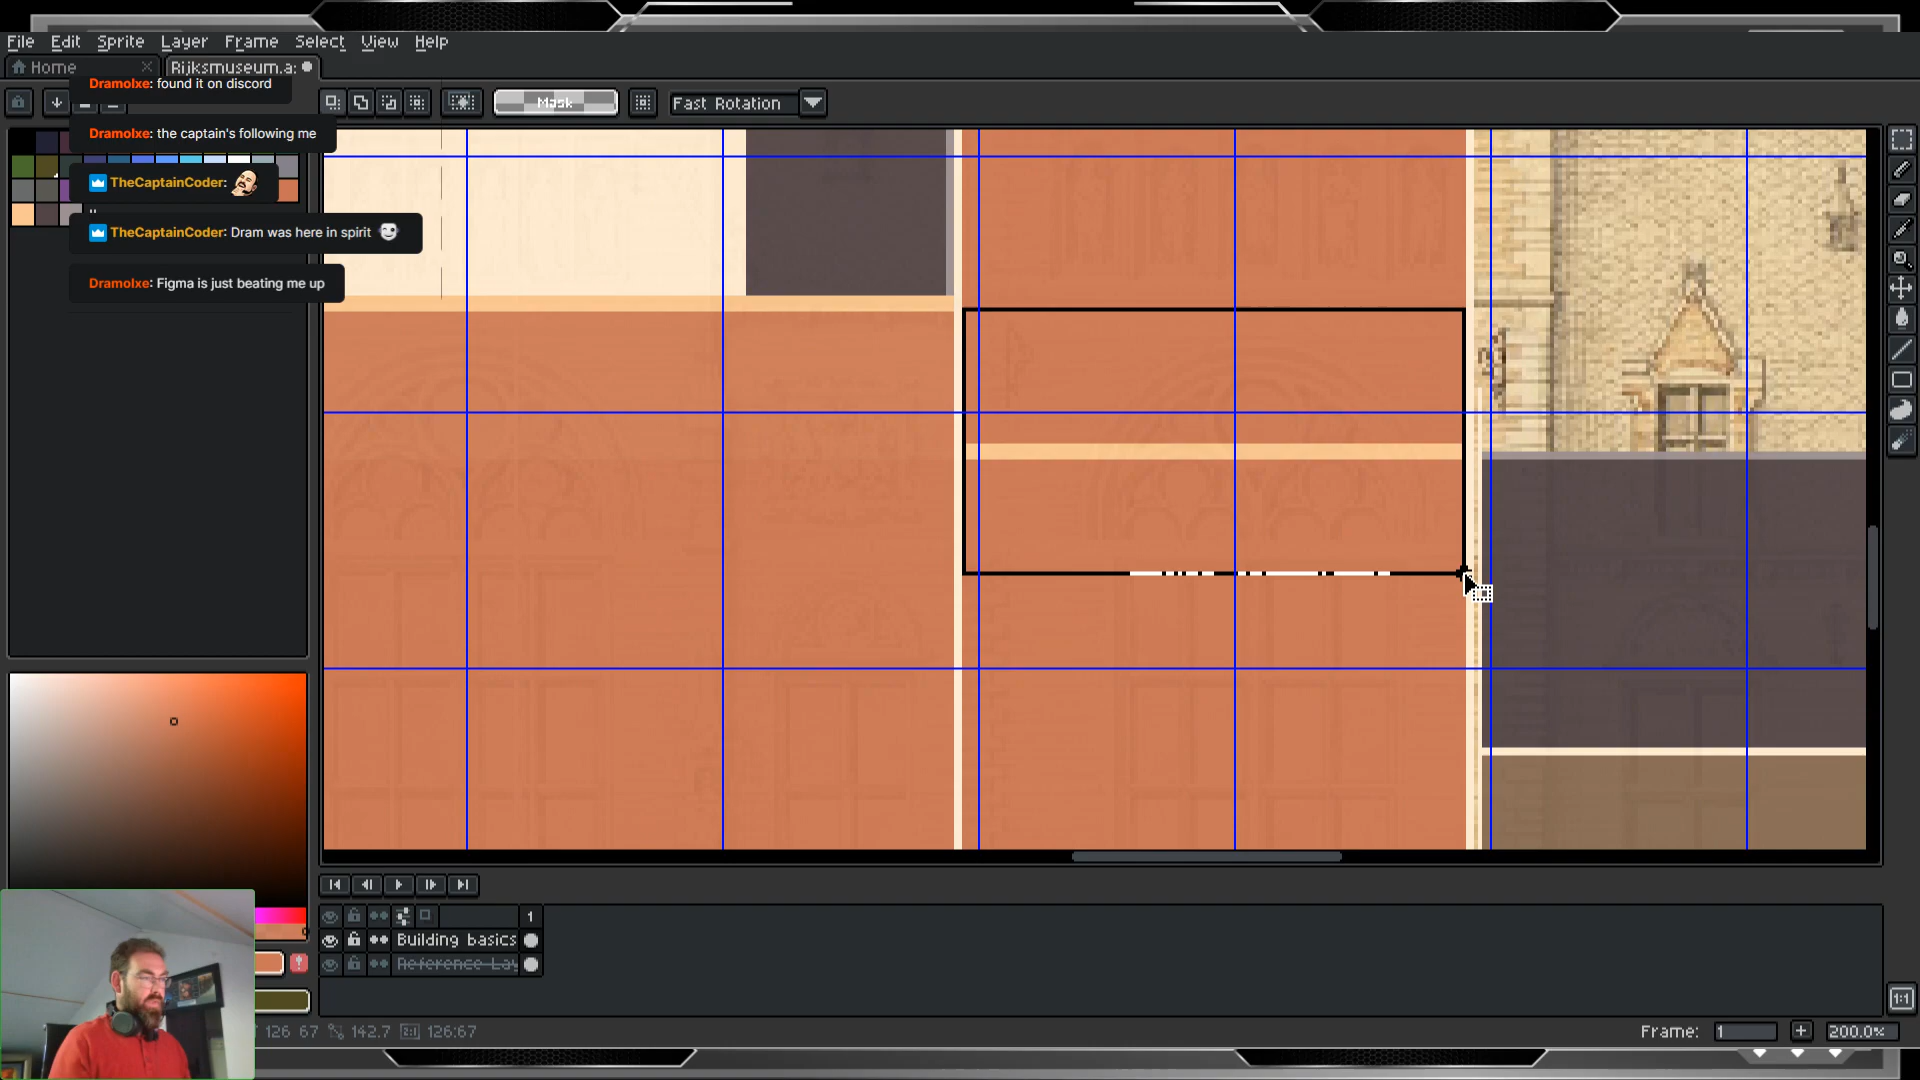 File Edit Sprite Layer Frame Select View Help
Home Rijksmuseum.a:
Mask Fast Rotation
Dramolxe: found it on discord
Dramolxe: the captain's following me
TheCaptainCoder:
TheCaptainCoder: Dram was here in spirit
Dramolxe: Figma is just beating me up
1
Building basics
Reference Lay
126 67 142.7 126:67
Frame: 1 + 200.0%
1:1